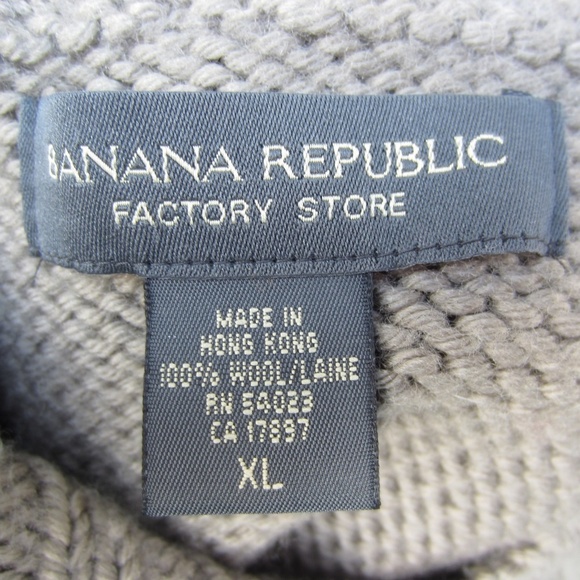 BANANA REPUBLIC
FACTORY STORE
MADE IN
HONG KONG
100% WOOL/LAINE
RN 54023
CA 17897
XL